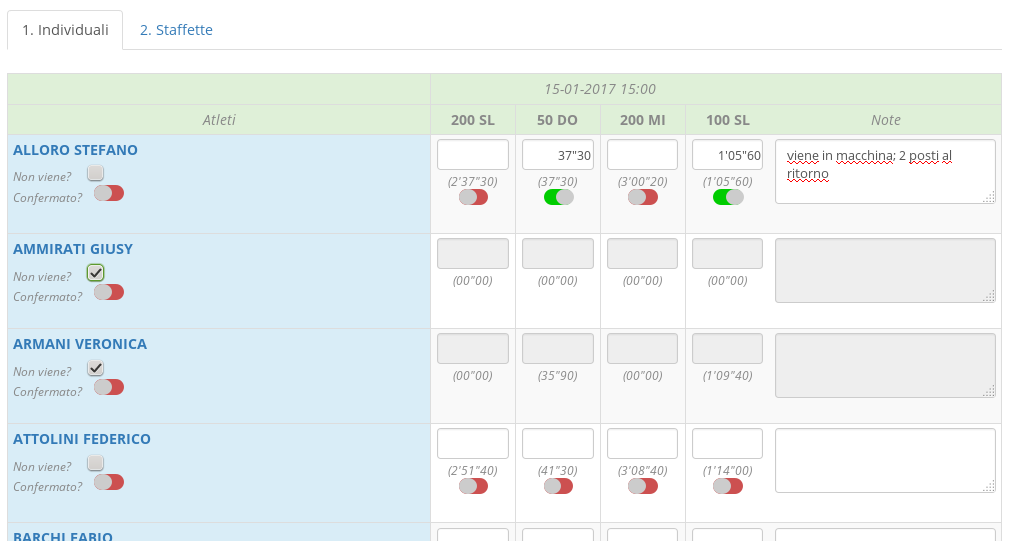 1. Individuali 2. Staffette
15-01-2017 15:00
Atleti 200 SL 50 DO 200 MI 100 SL Note
ALLORO STEFANO
37"30 1'05"60 viene in macchina; 2 posti al
ritorno
Non viene? (2'37"30) (37"30) (3'00"20) (1'05"60)
Confermato?
AMMIRATI GIUSY
Non viene? (00"00) (00"00) (00"00) (00"00)
Confermato?
ARMANI VERONICA
Non viene? (00"00) (35"90) (00"00) (1'09"40)
Confermato?
ATTOLINI FEDERICO
Non viene? (2'51"40) (41"30) (3'08"40) (1'14"00)
Confermato?
BARCHI FABIO